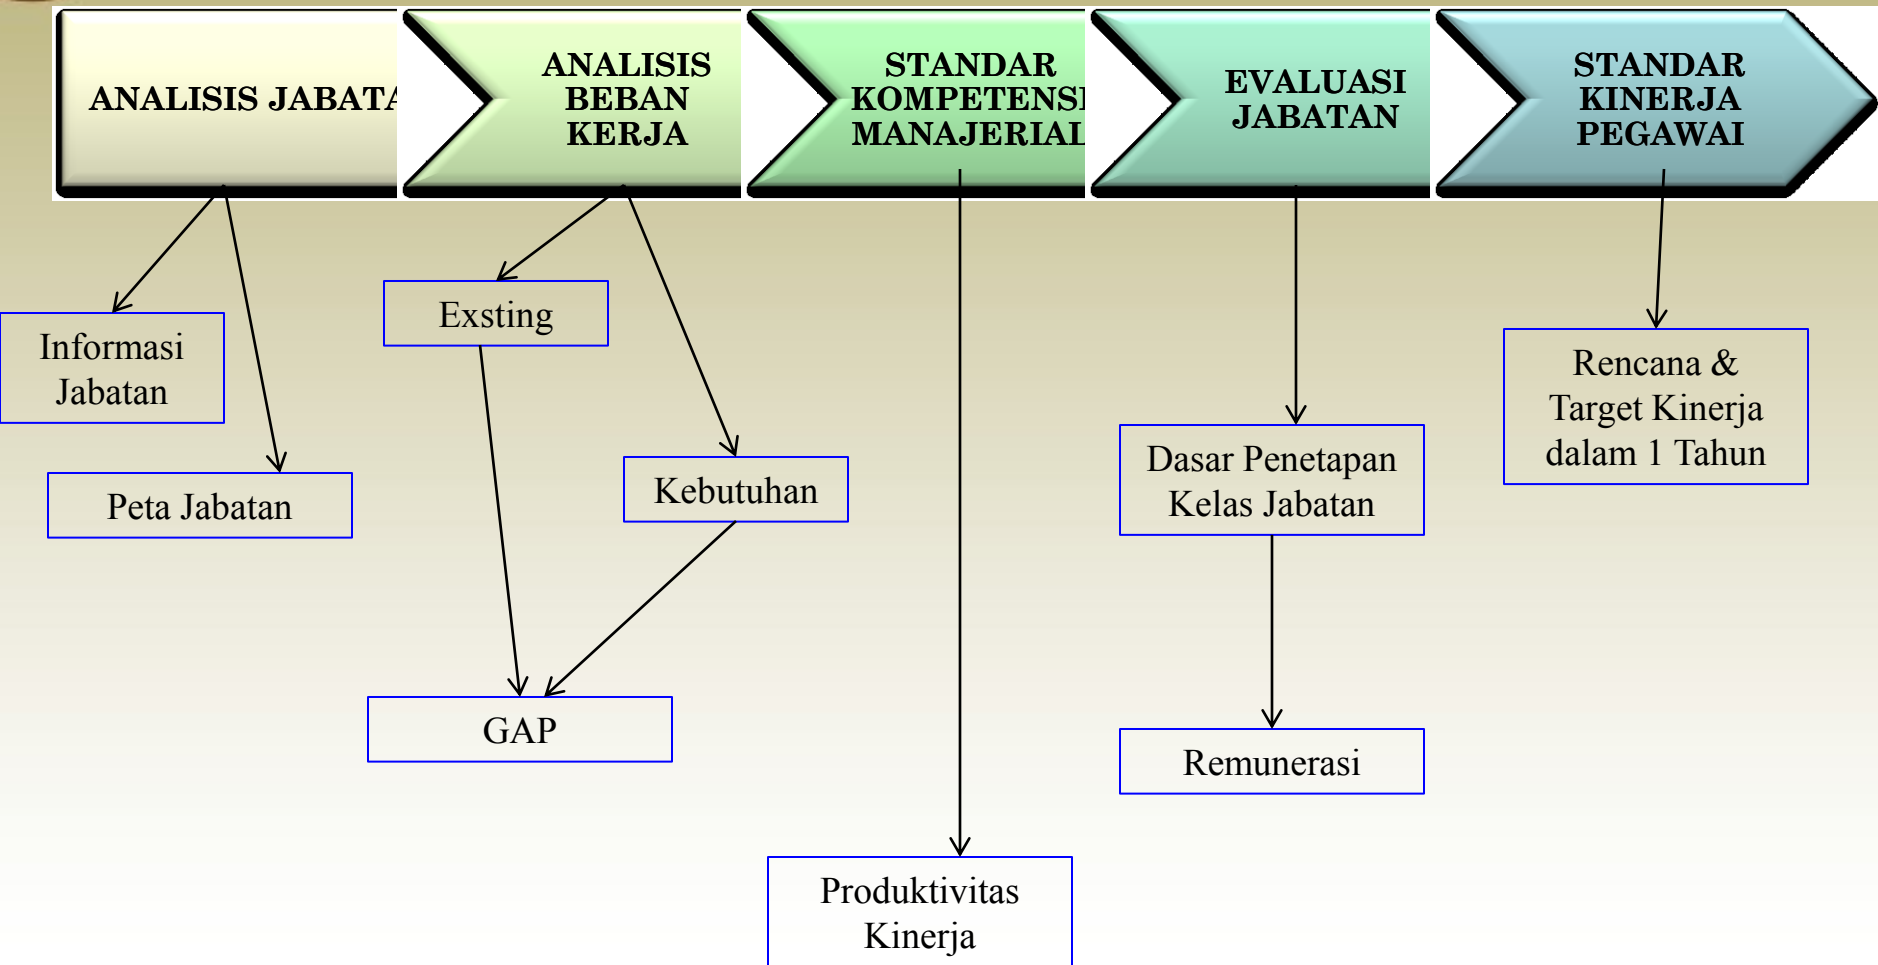 ANALISIS JABATA
ANALISIS
BEBAN
KERJA
STANDAR
KOMPETENSI
MANAJERIAL
EVALUASI
JABATAN
STANDAR
KINERJA
PEGAWAI
Informasi
Jabatan
Peta Jabatan
Exsting
Kebutuhan
GAP
Produktivitas
Kinerja
Dasar Penetapan
Kelas Jabatan
Remunerasi
Rencana &
Target Kinerja
dalam 1 Tahun